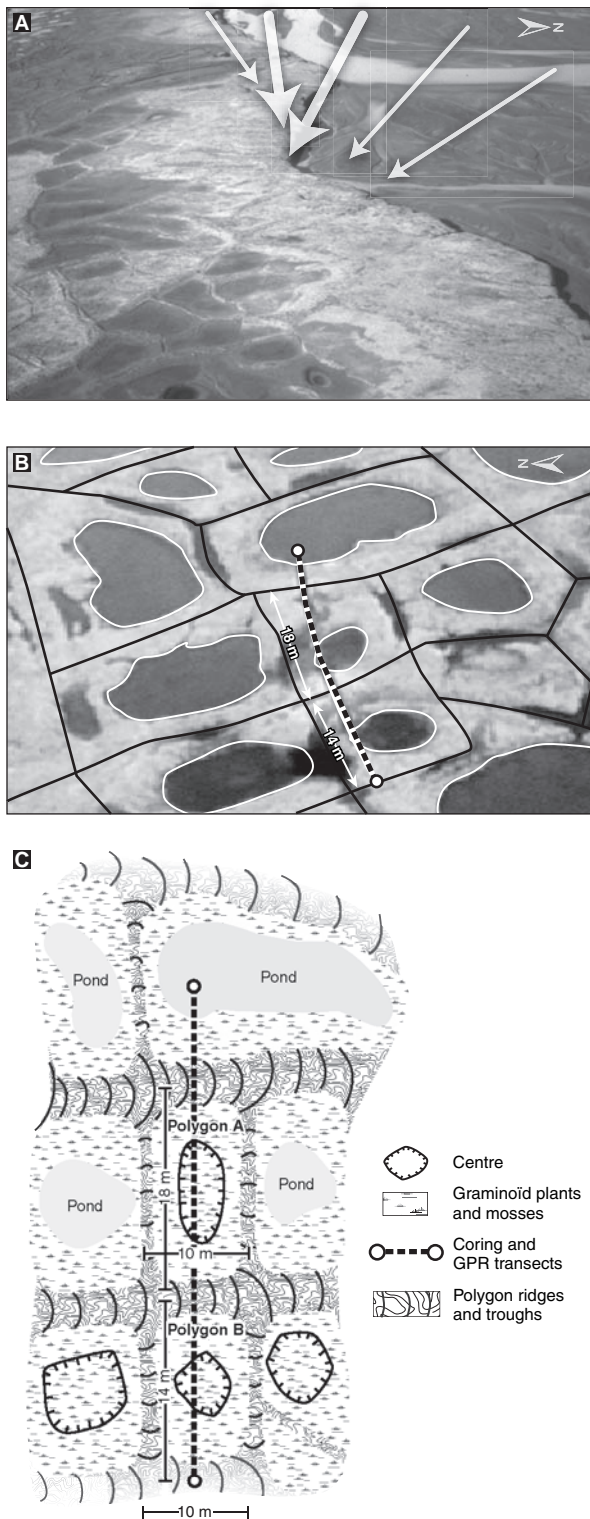 A
N
B
N
18 m
14 m
C
Pond
Pond
Polygon A
18 m
Pond
Pond
10 m
Polygon B
14 m
10 m
Centre
Graminoïd plants
and mosses
Coring and
GPR transects
Polygon ridges
and troughs